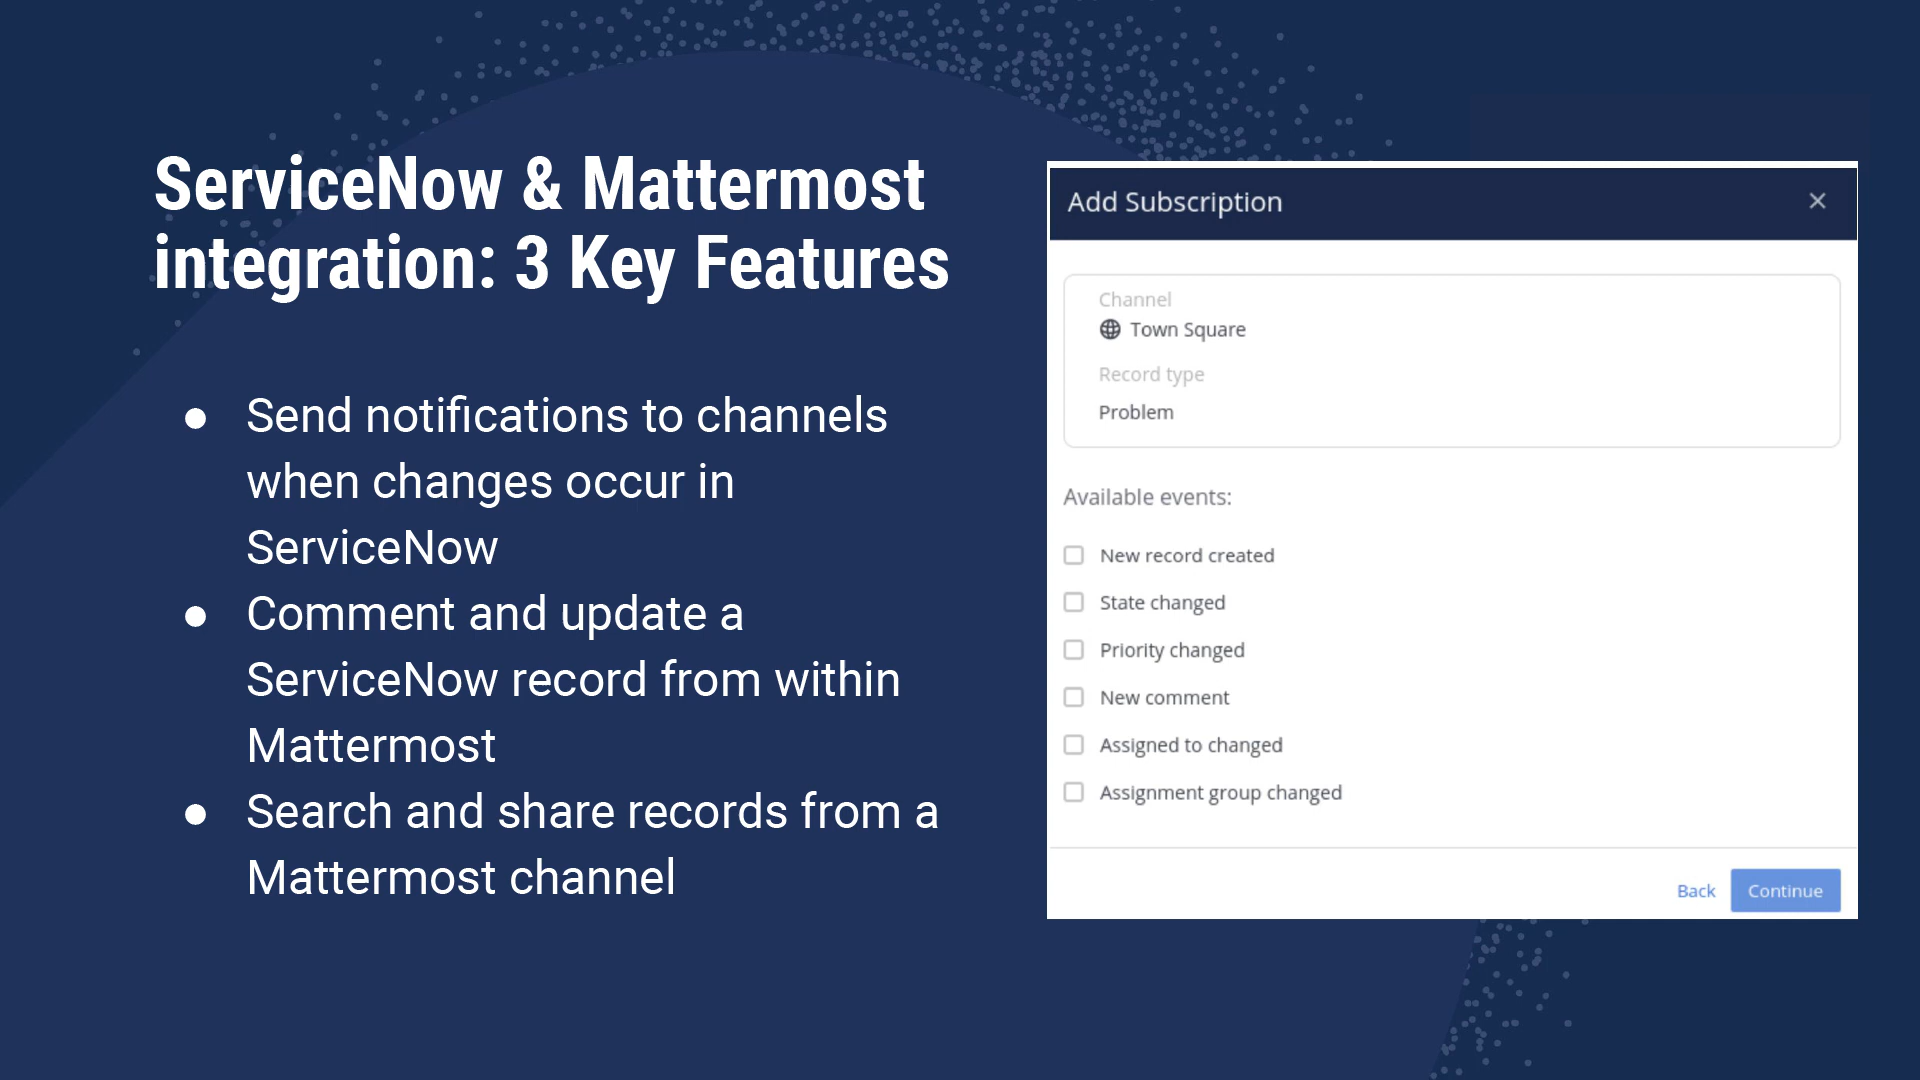 ServiceNow & Mattermost
integration: 3 Key Features
● Send notifications to channels
when changes occur in
ServiceNow
● Comment and update a
ServiceNow record from within
Mattermost
● Search and share records from a
Mattermost channel
Add Subscription
Channel
Town Square
Record type
Problem
Available events:
New record created
State changed
Priority changed
New comment
Assigned to changed
Assignment group changed
Back Continue